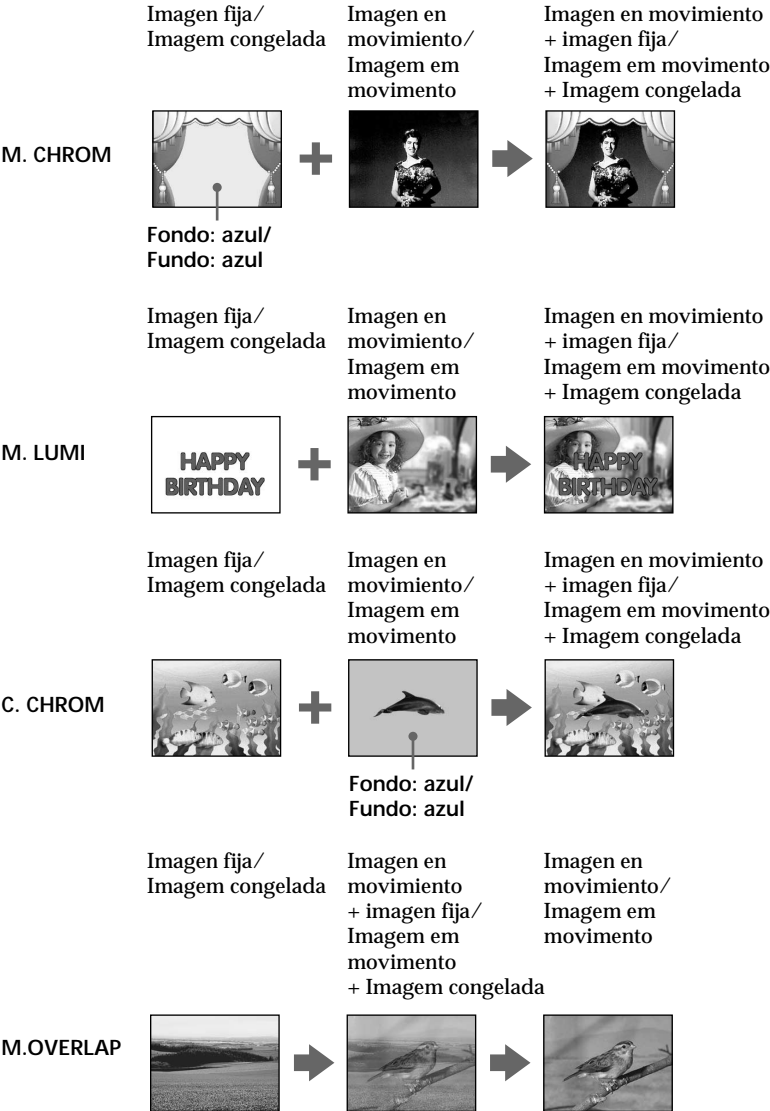 Imagen fija/
Imagem congelada
Imagen en
movimiento/
Imagem em
movimento
Imagen en movimiento
+ imagen fija/
Imagem em movimento
+ Imagem congelada
M. CHROM
Fondo: azul/
Fundo: azul
Imagen fija/
Imagem congelada
Imagen en
movimiento/
Imagem em
movimento
Imagen en movimiento
+ imagen fija/
Imagem em movimento
+ Imagem congelada
M. LUMI
HAPPY
BIRTHDAY
HAPPY
BIRTHDAY
Imagen fija/
Imagem congelada
Imagen en
movimiento/
Imagem em
movimento
Imagen en movimiento
+ imagen fija/
Imagem em movimento
+ Imagem congelada
C. CHROM
Fondo: azul/
Fundo: azul
Imagen fija/
Imagem congelada
Imagen en
movimiento
+ imagen fija/
Imagem em
movimento
+ Imagem congelada
Imagen en
movimiento/
Imagem em
movimento
M.OVERLAP